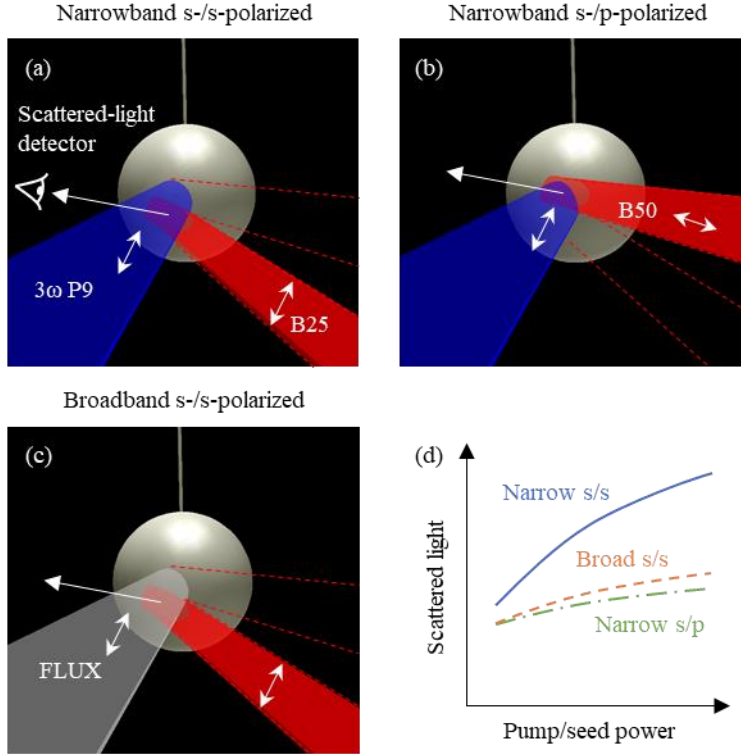 Narrowband s-/s-polarized
Narrowband s-/p-polarized
(a)
Scattered-light
detector
3ω P9
B25
(b)
B50
Broadband s-/s-polarized
(c)
FLUX
(d)
Scattered light
Narrow s/s
Broad s/s
Narrow s/p
Pump/seed power